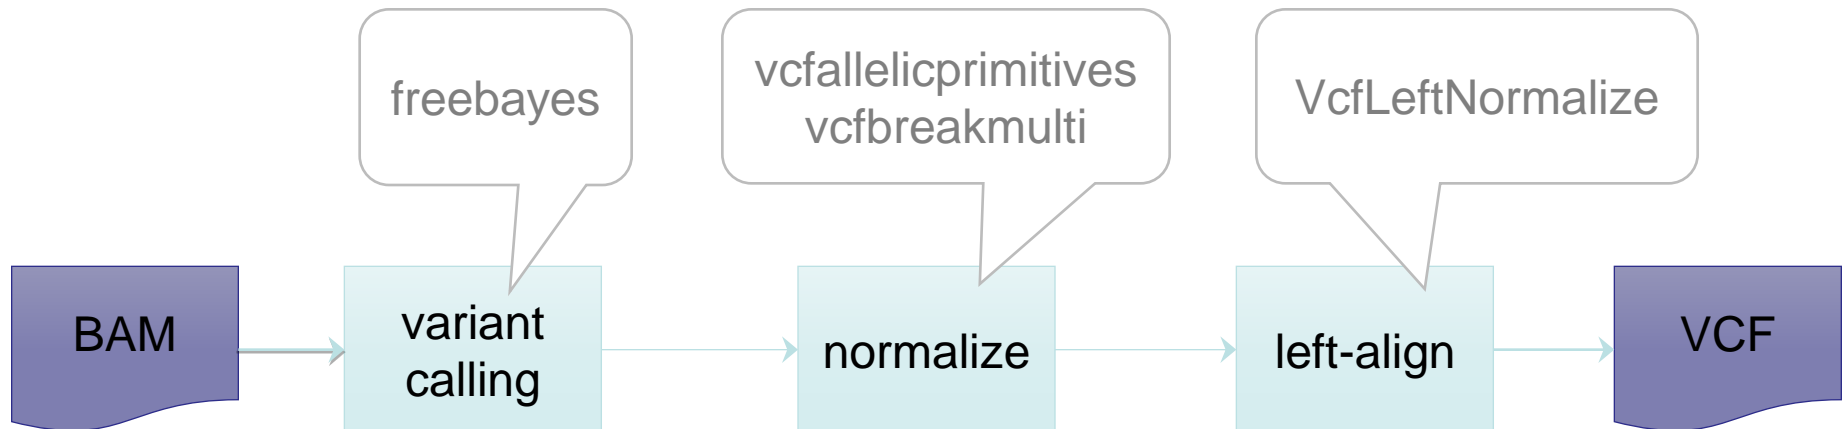 freebayes
vcfallelicprimitives
vcfbreakmulti
VcfLeftNormalize
BAM
variant
calling
normalize
left-align
VCF